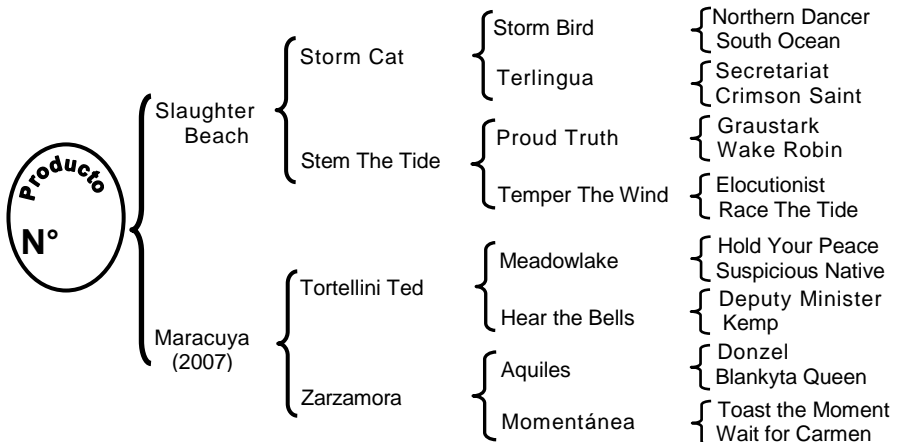 Producto
N°
Slaughter
Beach
Maracuya
(2007)
Storm Cat
Stem The Tide
Tortellini Ted
Zarzamora
Storm Bird
Terlingua
Proud Truth
Temper The Wind
Meadowlake
Hear the Bells
Aquiles
Momentánea
Northern Dancer
South Ocean
Secretariat
Crimson Saint
Graustark
Wake Robin
Elocutionist
Race The Tide
Hold Your Peace
Suspicious Native
Deputy Minister
Kemp
Donzel
Blankyta Queen
Toast the Moment
Wait for Carmen